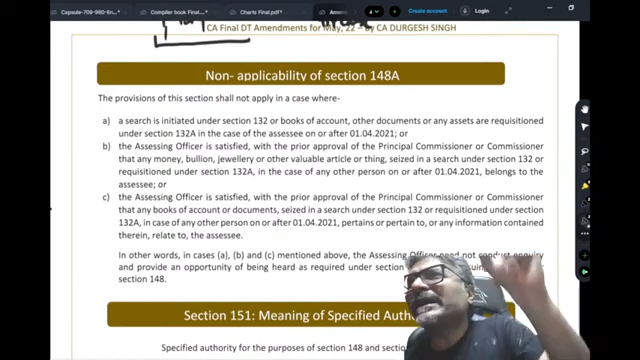 Capsule-708-980-En...*
Compiler book Final...
Charts Final.pdf*
Amen
Create account
Login
CA Final DT Amendments for May, 22 – by CA DURGESH SINGH
Non- applicability of section 148A
The provisions of this section shall not apply in a case where-
a) a search is initiated under section 132 or books of account, other documents or any assets are requisitioned
under section 132A in the case of the assessee on or after 01.04.2021; or
b) the Assessing Officer is satisfied, with the prior approval of the Principal Commissioner or Commissioner
that any money, bullion, jewellery or other valuable article or thing, seized in a search under section 132 or
requisitioned under section 132A, in the case of any other person on or after 01.04.2021, belongs to the
assessee; or
c) the Assessing Officer is satisfied, with the prior approval of the Principal Commissioner or Commissioner
that any books of account or documents, seized in a search under section 132 or requisitioned under section
132A, in case of any other person on or after 01.04.2021, pertains or pertain to, or any information contained
therein, relate to, the assessee.
In other words, in cases (a), (b) and (c) mentioned above, the Assessing Officer need not conduct enquiry
and provide an opportunity of being heard as required under section
section 148.
Section 151: Meaning of Specified
Specified authority for the purposes of section 148 and section